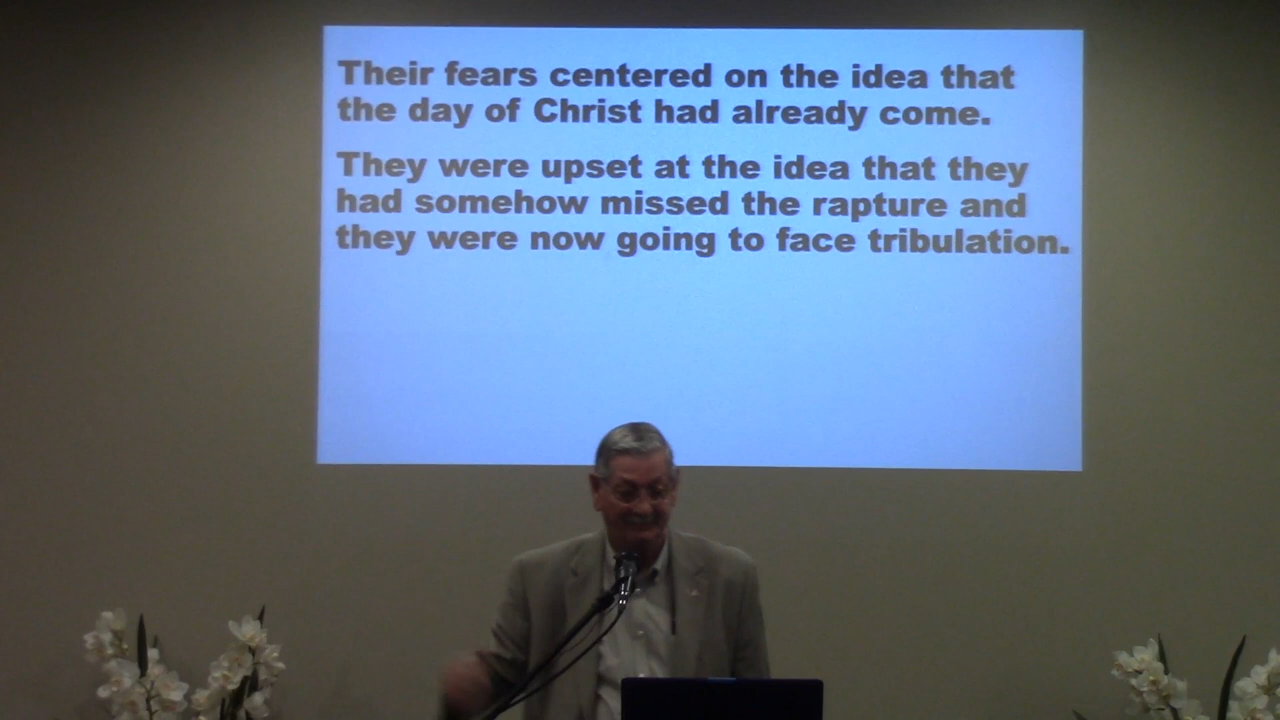 Their fears centered on the idea that
the day of Christ had already come.
They were upset at the idea that they
had somehow missed the rapture and
they were now going to face tribulation.